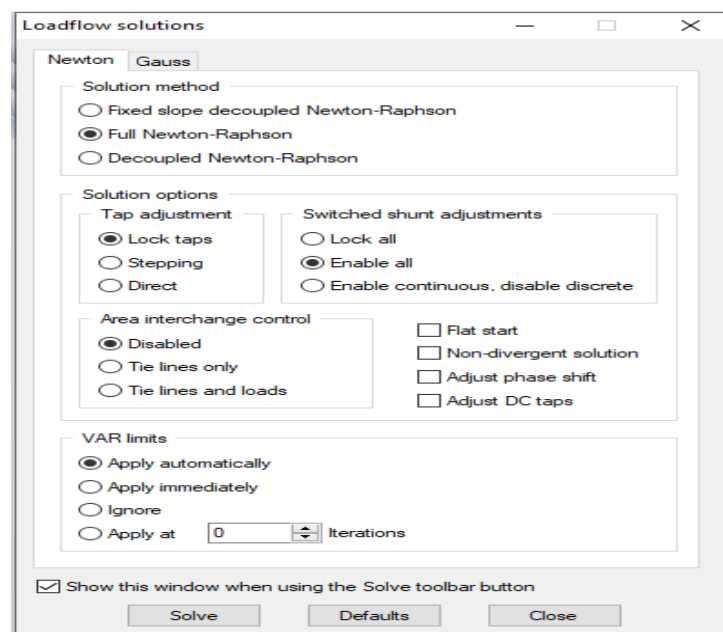 Loadflow solutions
Newton
Gauss
Solution method
Fixed slope decoupled Newton-Raphson
Full Newton-Raphson
Decoupled Newton-Raphson
Solution options
Tap adjustment
Lock taps
Stepping
Direct
Switched shunt adjustments
Lock all
Enable all
Enable continuous, disable discrete
Area interchange control
Disabled
Tie lines only
Tie lines and loads
Flat start
Non-divergent solution
Adjust phase shift
Adjust DC taps
VAR limits
Apply automatically
Apply immediately
Ignore
Apply at 0 Iterations
Show this window when using the Solve toolbar button
Solve Defaults Close